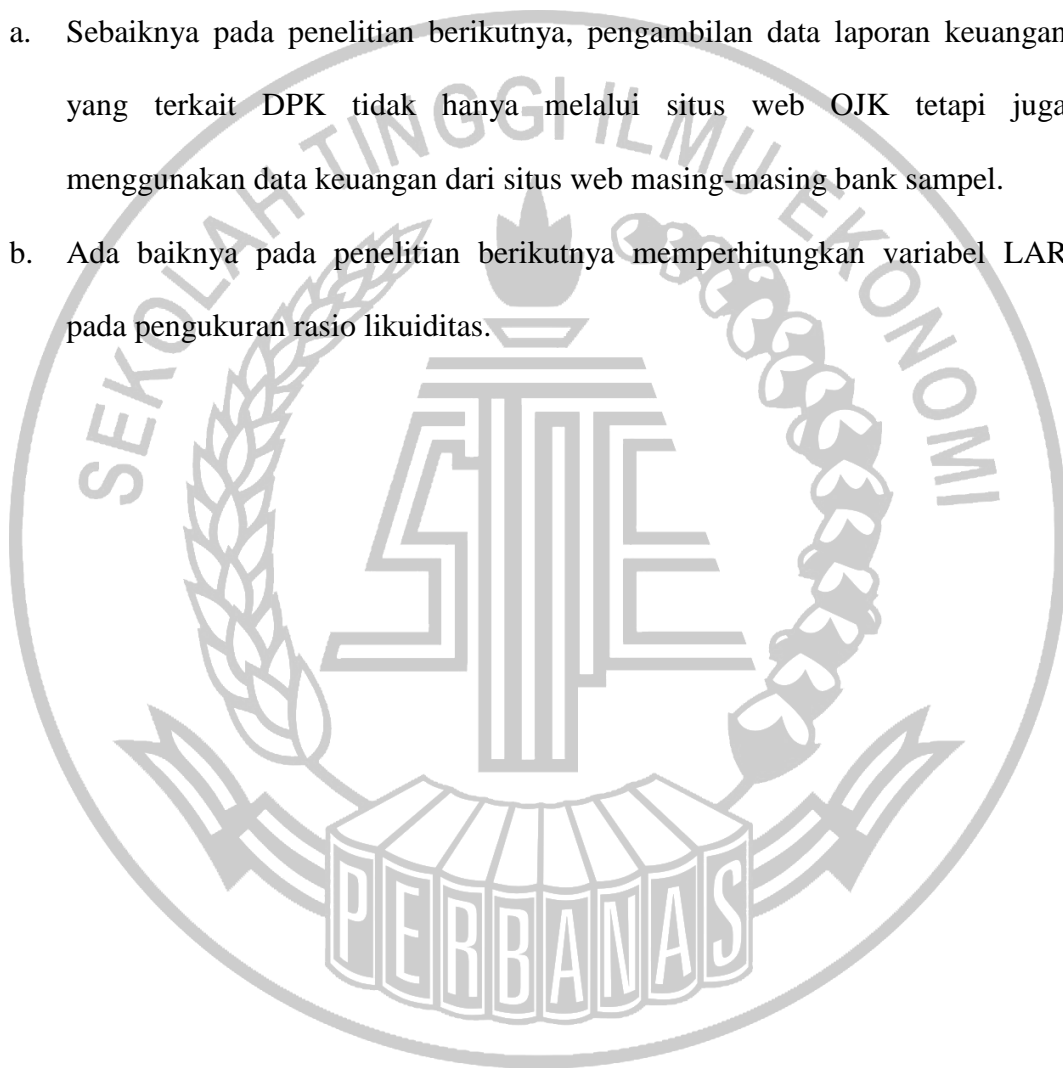 a. Sebaiknya pada penelitian berikutnya, pengambilan data laporan keuangan
yang terkait DPK tidak hanya melalui situs web OJK tetapi juga
menggunakan data keuangan dari situs web masing-masing bank sampel.
b. Ada baiknya pada penelitian berikutnya memperhitungkan variabel LAR
pada pengukuran rasio likuiditas.
SEKOLAH TINGGI ILMU EKONOMI
STIE
PERBANAS